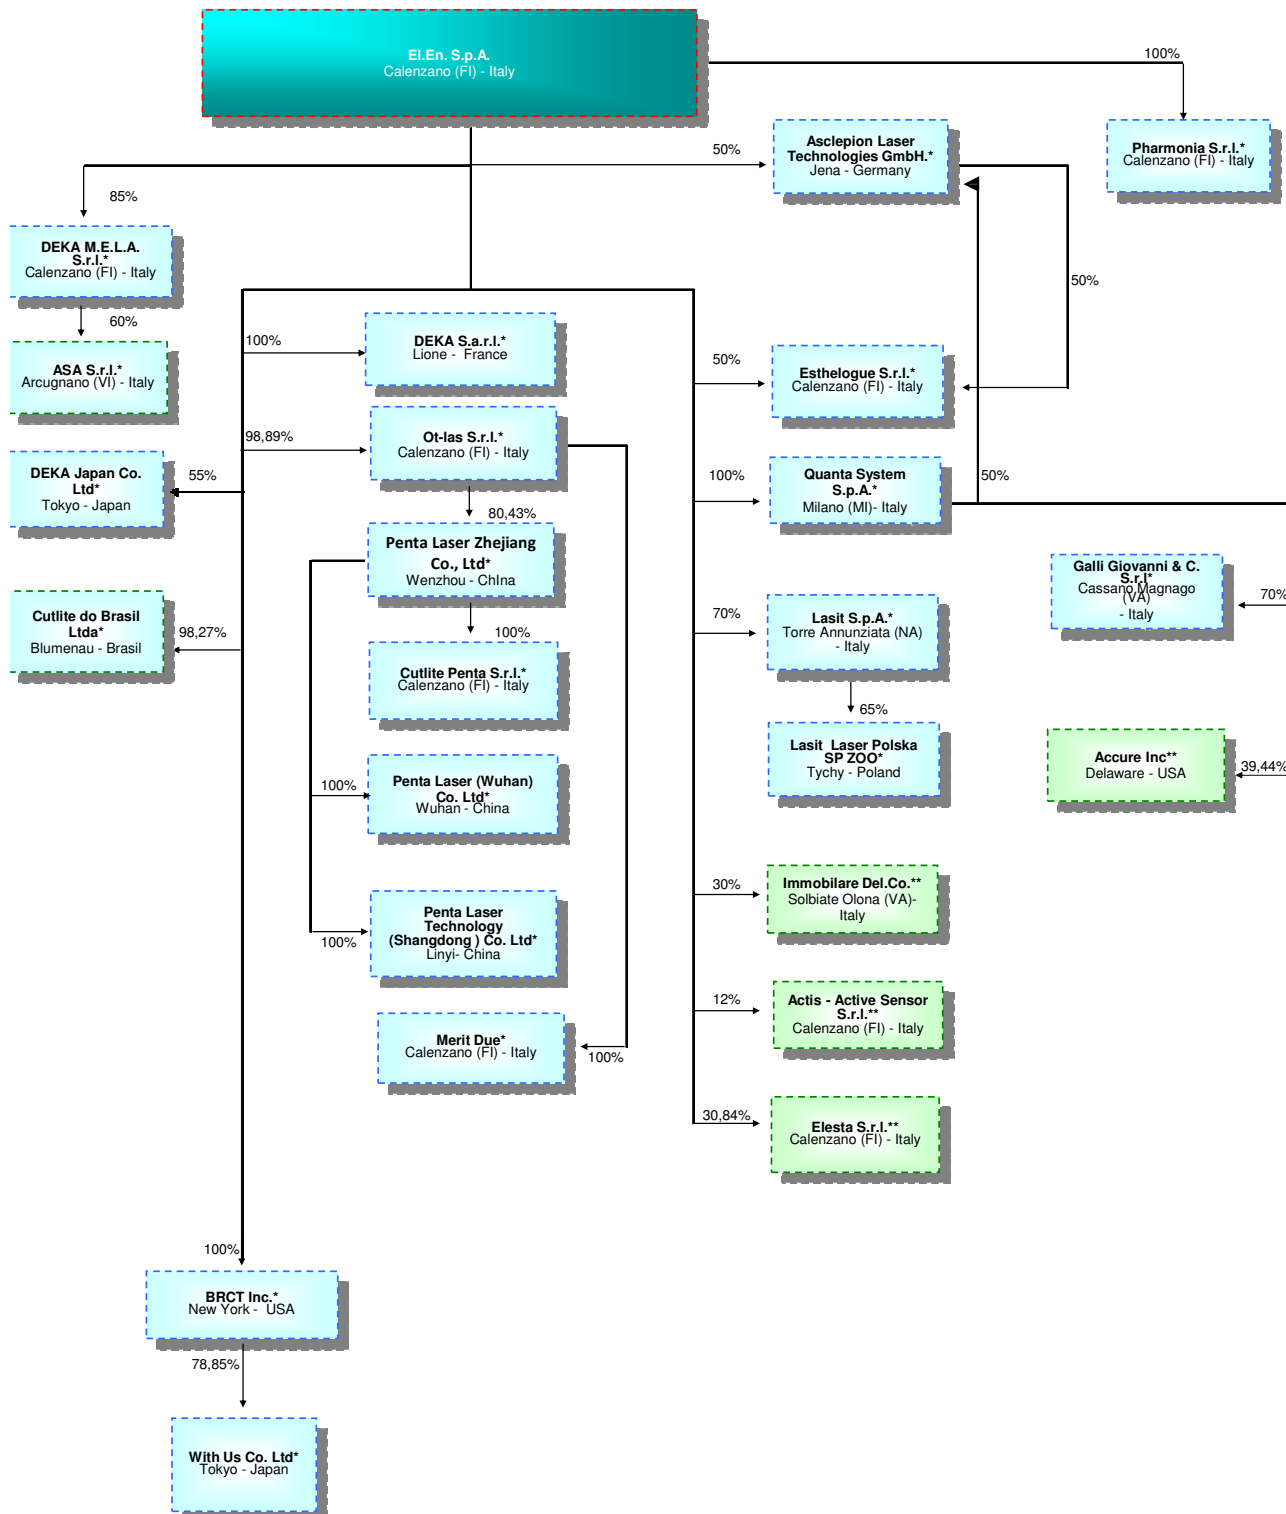 El.En. S.p.A.
Calenzano (FI) - Italy
100%
50%
Asclepion Laser
Technologies GmbH.*
Jena - Germany
Pharmonia S.r.l.*
Calenzano (FI) - Italy
85%
DEKA M.E.L.A.
S.r.l.*
Calenzano (FI) - Italy
50%
60%
ASA S.r.l.*
Arcugnano (VI) - Italy
100%
DEKA S.a.r.l.*
Lione - France
50%
Esthelogue S.r.l.*
Calenzano (FI) - Italy
98,89%
Ot-las S.r.l.*
Calenzano (FI) - Italy
DEKA Japan Co.
Ltd*
Tokyo - Japan
55%
100%
Quanta System
S.p.A.*
Milano (MI)- Italy
50%
80,43%
Penta Laser Zhejiang
Co., Ltd*
Wenzhou - ChIna
Galli Giovanni & C.
S.r.l*
Cassano Magnago
(VA)
- Italy
70%
Cutlite do Brasil
Ltda*
Blumenau - Brasil
98,27%
100%
Cutlite Penta S.r.l.*
Calenzano (FI) - Italy
70%
Lasit S.p.A.*
Torre Annunziata (NA)
- Italy
65%
Lasit Laser Polska
SP ZOO*
Tychy - Poland
Accure Inc**
Delaware - USA
39,44%
100%
Penta Laser (Wuhan)
Co. Ltd*
Wuhan - China
30%
Immobilare Del.Co.**
Solbiate Olona (VA)-
Italy
100%
Penta Laser
Technology
(Shangdong ) Co. Ltd*
Linyi- China
12%
Actis - Active Sensor
S.r.l.**
Calenzano (FI) - Italy
Merit Due*
Calenzano (FI) - Italy
100%
30,84%
Elesta S.r.l.**
Calenzano (FI) - Italy
100%
BRCT Inc.*
New York - USA
78,85%
With Us Co. Ltd*
Tokyo - Japan